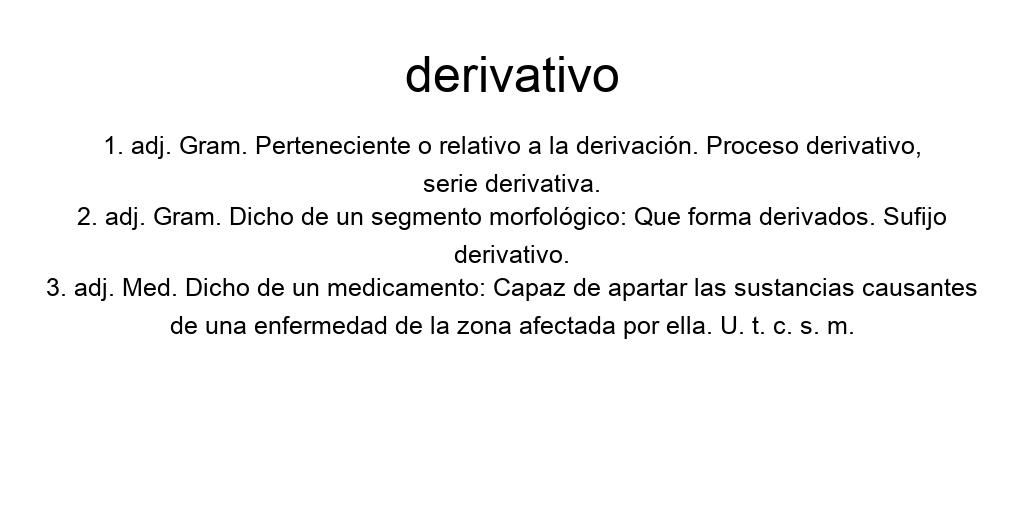 derivativo
1. adj. Gram. Perteneciente o relativo a la derivación. Proceso derivativo,
serie derivativa.
2. adj. Gram. Dicho de un segmento morfológico: Que forma derivados. Sufijo
derivativo.
3. adj. Med. Dicho de un medicamento: Capaz de apartar las sustancias causantes
de una enfermedad de la zona afectada por ella. U. t. c. s. m.